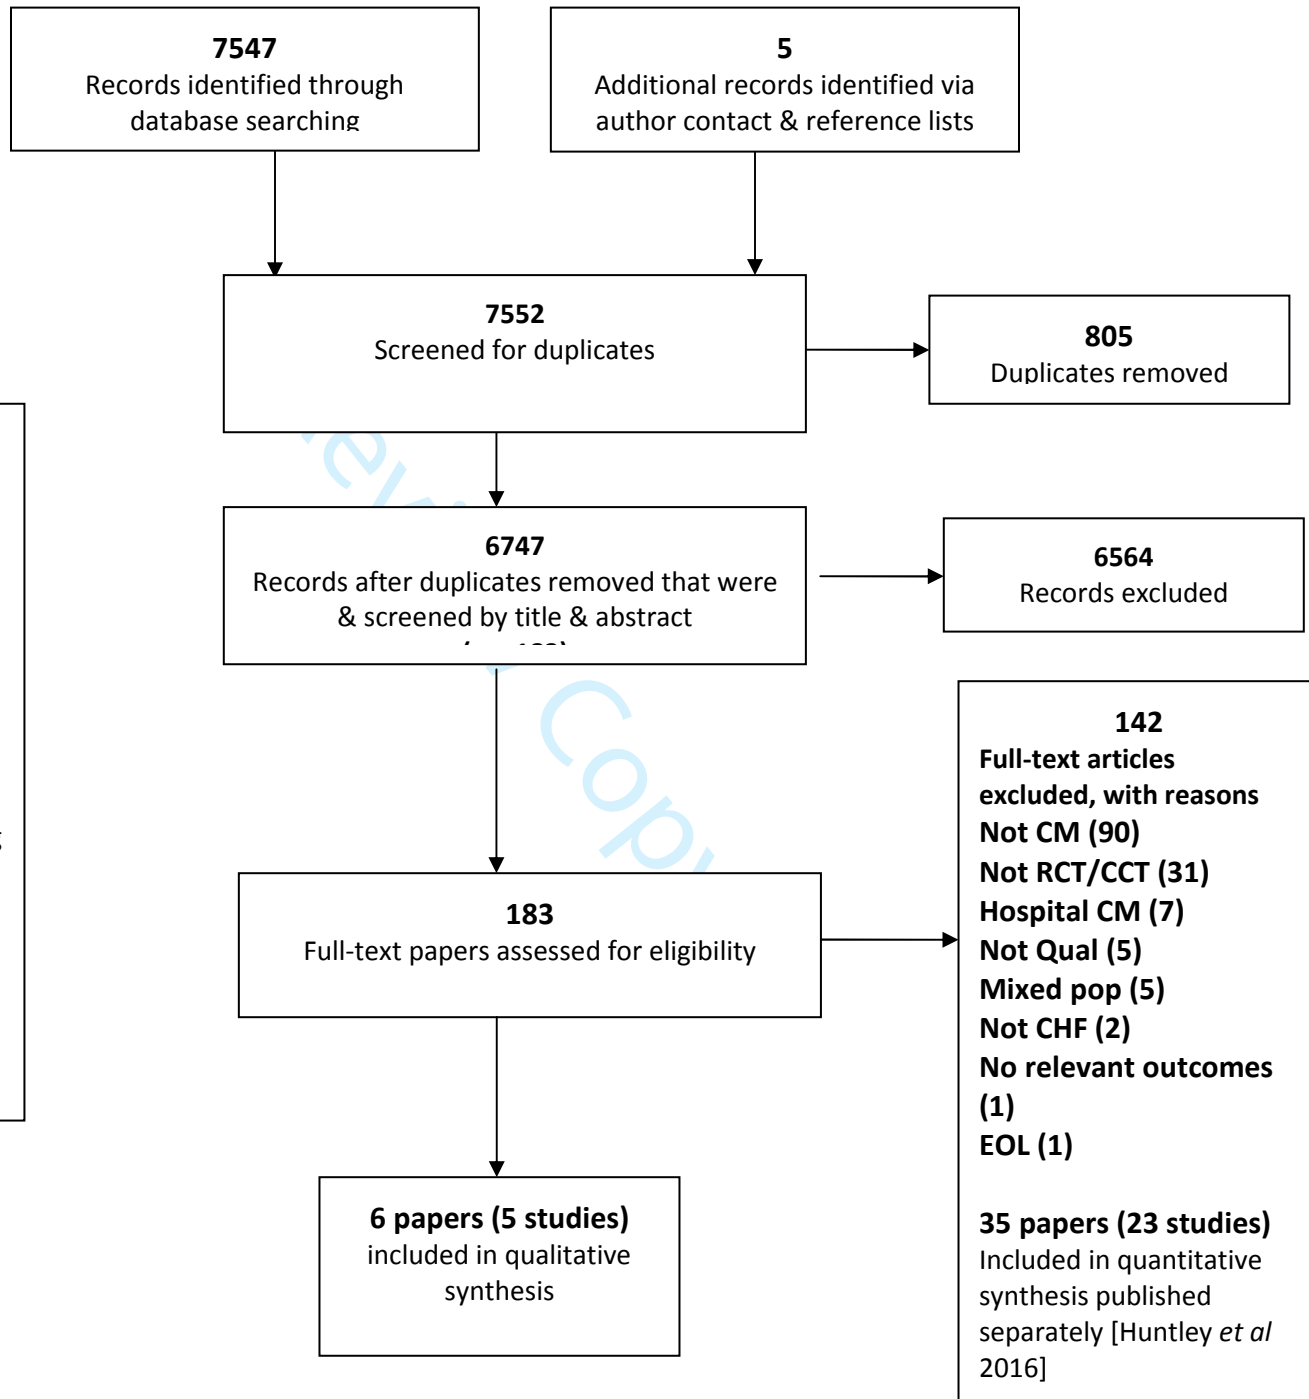 7547
Records identified through
database searching
5
Additional records identified via
author contact & reference lists
7552
Screened for duplicates
805
Duplicates removed
6747
Records after duplicates removed that were
& screened by title & abstract
6564
Records excluded
183
Full-text papers assessed for eligibility
142
Full-text articles
excluded, with reasons
Not CM (90)
Not RCT/CCT (31)
Hospital CM (7)
Not Qual (5)
Mixed pop (5)
Not CHF (2)
No relevant outcomes
(1)
EOL (1)
35 papers (23 studies)
Included in quantitative
synthesis published
separately [Huntley et al
2016]
6 papers (5 studies)
included in qualitative
synthesis